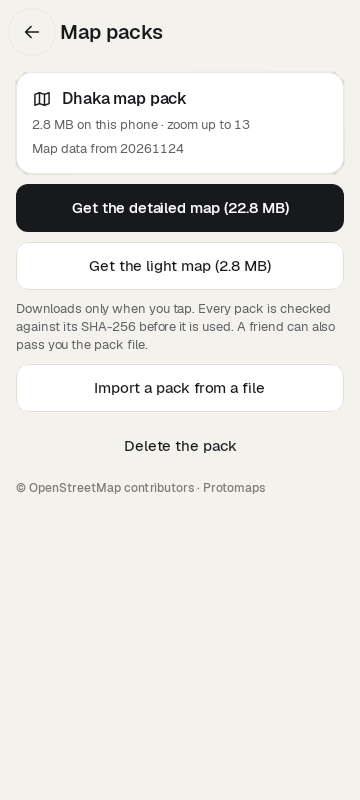 Map packs
Dhaka map pack
2.8 MB on this phone · zoom up to 13
Map data from 20261124
Get the detailed map (22.8 MB)
Get the light map (2.8 MB)
Downloads only when you tap. Every pack is checked
against its SHA-256 before it is used. A friend can also
pass you the pack file.
Import a pack from a file
Delete the pack
© OpenStreetMap contributors · Protomaps